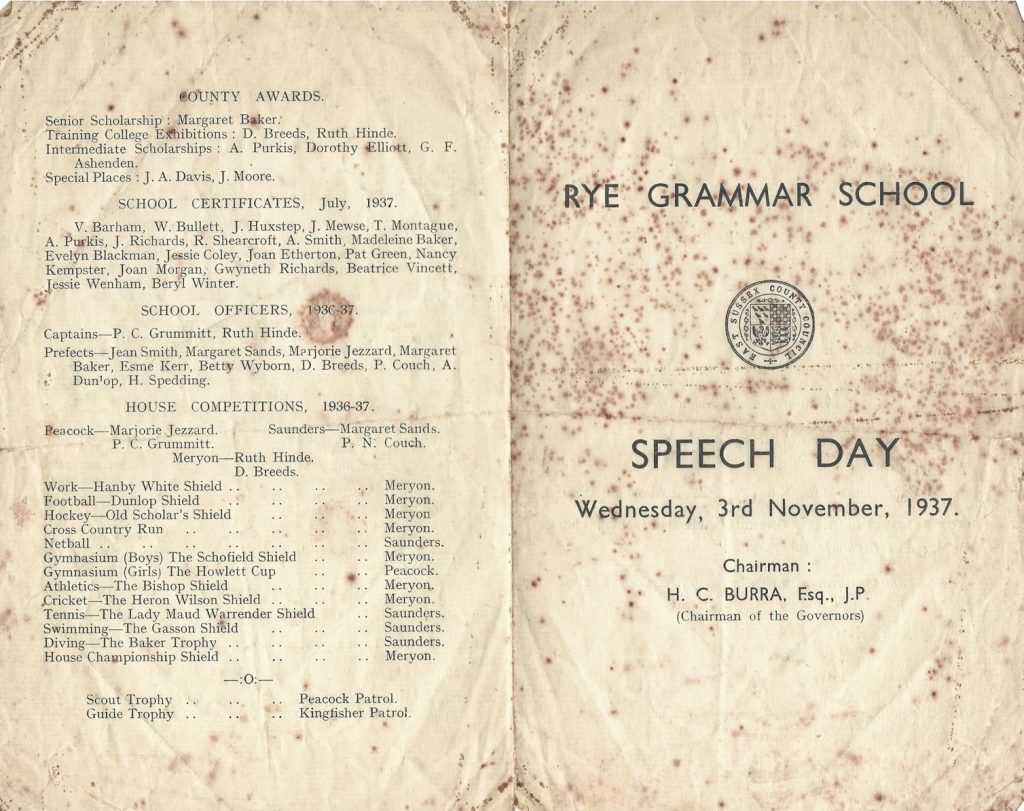 COUNTY AWARDS.
Senior Scholarship : Margaret Baker.
Training College Exhibitions : D. Breeds, Ruth Hinde.
Intermediate Scholarships : A. Purkis, Dorothy Elliott, G. F.
Ashenden.
Special Places : J. A. Davis, J. Moore.
SCHOOL CERTIFICATES, July, 1937.
V. Barham, W. Bullett, J. Huxstep, J. Mewse, T. Montague,
A. Purkis, J. Richards, R. Shearcroft, A. Smith, Madeleine Baker,
Evelyn Blackman, Jessie Coley, Joan Etherton, Pat Green, Nancy
Kempster, Joan Morgan, Gwyneth Richards, Beatrice Vincett,
Jessie Wenham, Beryl Winter.
SCHOOL OFFICERS, 1936-37.
Captains—P. C. Grummitt, Ruth Hinde.
Prefects—Jean Smith, Margaret Sands, Marjorie Jezzard, Margaret
Baker, Esme Kerr, Betty Wyborn, D. Breeds, P. Couch, A.
Dunlop, H. Spedding.
HOUSE COMPETITIONS, 1936-37.
Peacock—Marjorie Jezzard. Saunders—Margaret Sands.
P. C. Grummitt. P. N. Couch.
Meryon—Ruth Hinde.
D. Breeds.
Work—Hanby White Shield .. .. .. .. Meryon.
Football—Dunlop Shield .. .. .. Meryon.
Hockey—Old Scholar's Shield .. .. .. Meryon
Cross Country Run .. .. .. .. .. Meryon.
Netball .. .. .. .. .. .. .. Saunders.
Gymnasium (Boys) The Schofield Shield .. .. Meryon.
Gymnasium (Girls) The Howlett Cup .. .. Peacock.
Athletics—The Bishop Shield .. .. .. Meryon.
Cricket—The Heron Wilson Shield .. .. .. Meryon.
Tennis—The Lady Maud Warrender Shield .. Saunders.
Swimming—The Gasson Shield .. .. .. Saunders.
Diving—The Baker Trophy .. .. .. .. Saunders.
House Championship Shield .. .. .. .. Meryon.
—:O:—
Scout Trophy .. .. .. Peacock Patrol.
Guide Trophy .. .. .. Kingfisher Patrol.
RYE GRAMMAR SCHOOL
EAST SUSSEX COUNTY COUNCIL
SPEECH DAY
Wednesday, 3rd November, 1937.
Chairman :
H. C. BURRA, Esq., J.P.
(Chairman of the Governors)